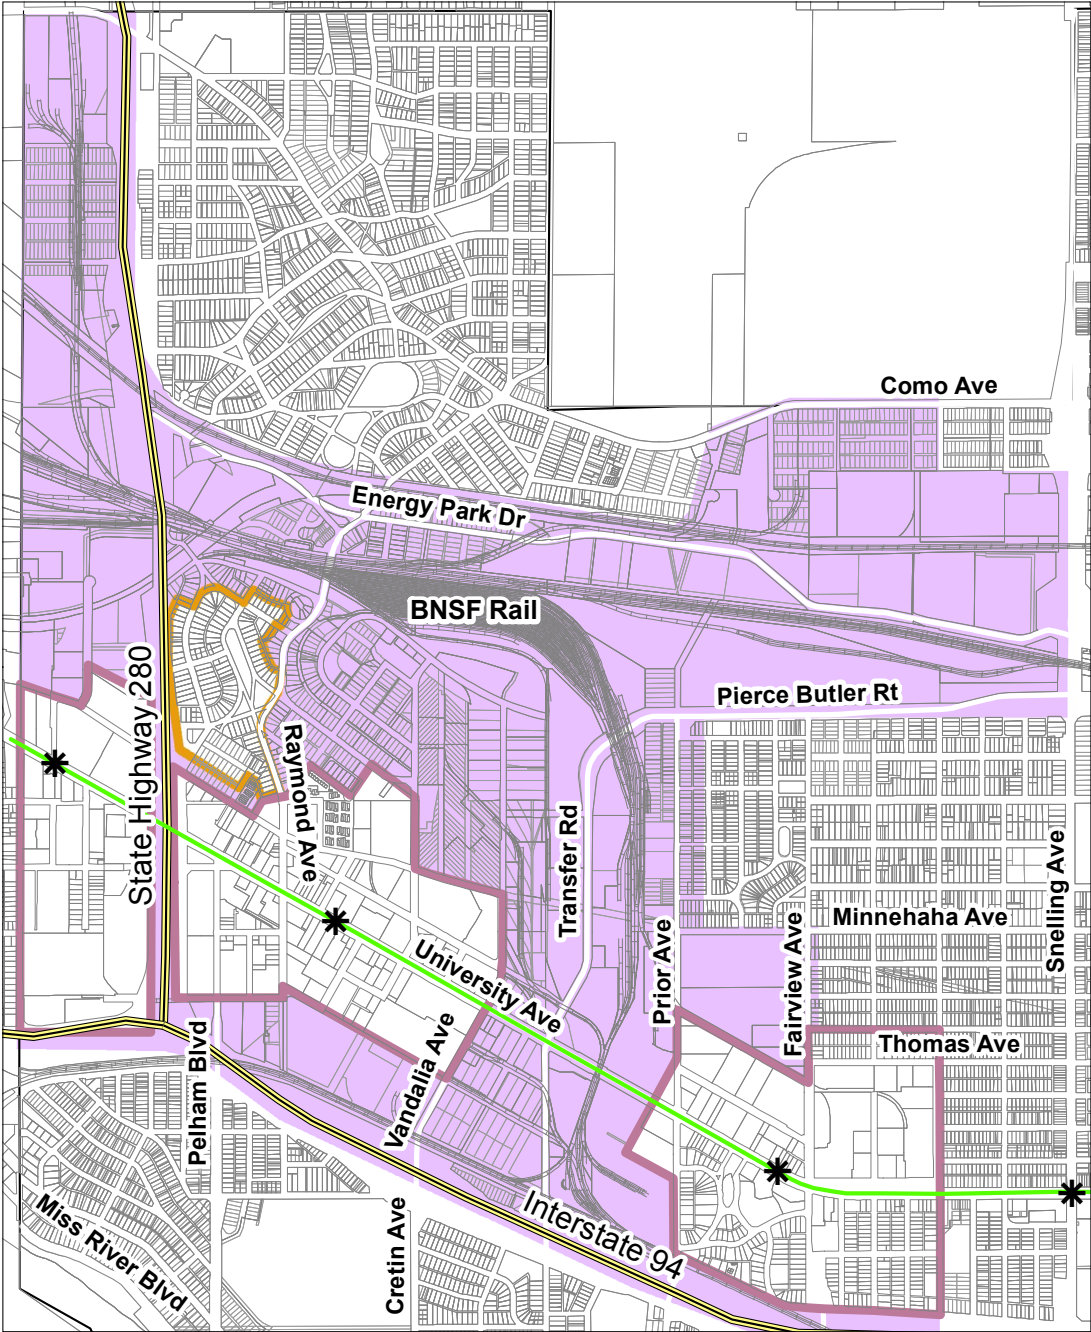 Como Ave
Energy Park Dr
BNSF Rail
Pierce Butler Rt
State Highway 280
Raymond Ave
Transfer Rd
Minnehaha Ave
Snelling Ave
University Ave
Prior Ave
Fairview Ave
Thomas Ave
Pelham Blvd
Vandalia Ave
Miss River Blvd
Cretin Ave
Interstate 94